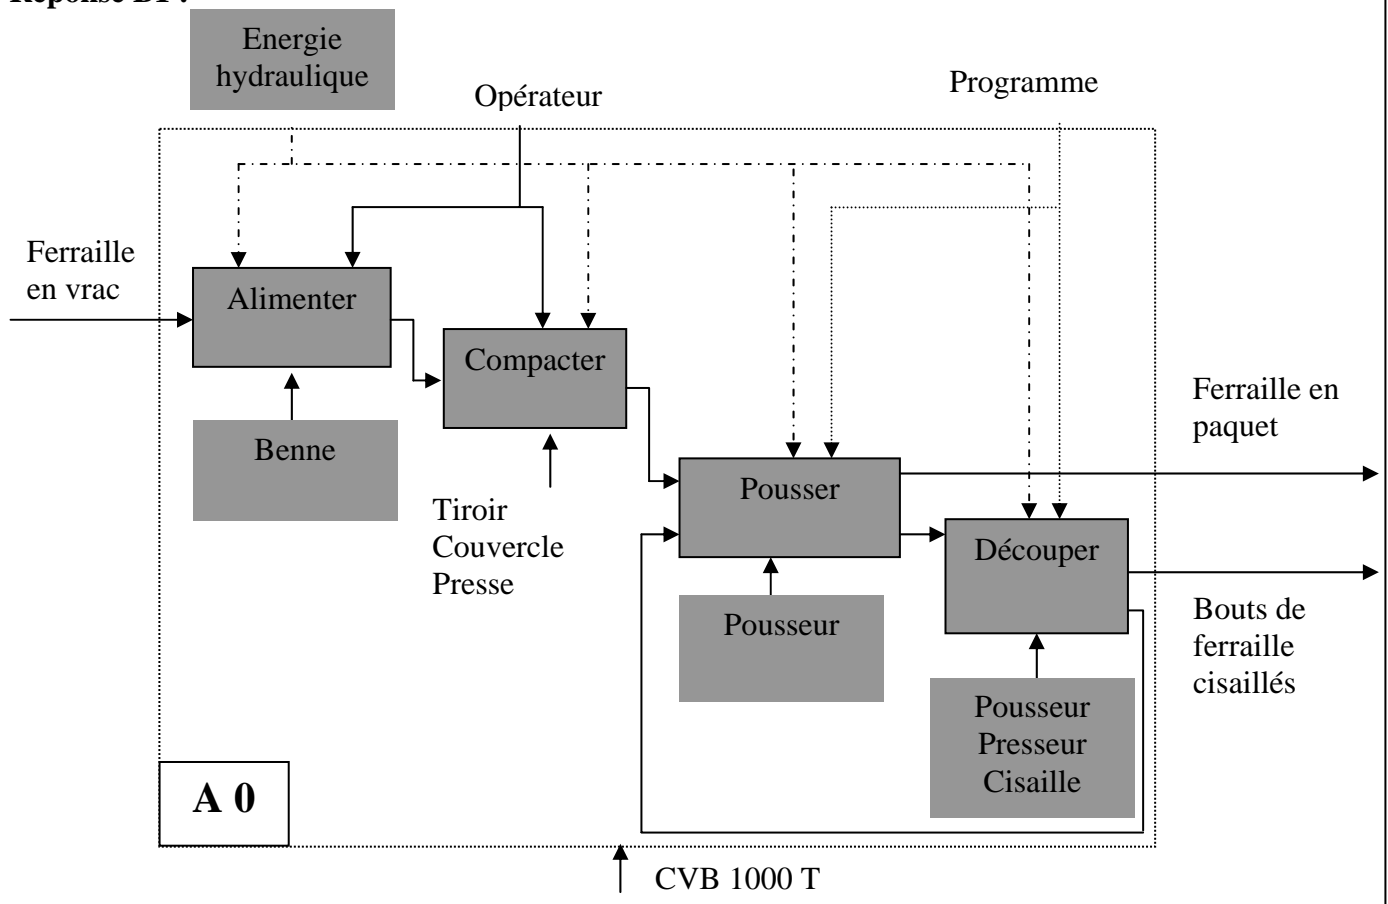 Réponse B1 :
Energie
hydraulique
Opérateur
Programme
Ferraille
en vrac
Alimenter
Compacter
Benne
Ferraille en
paquet
Pousser
Tiroir
Couvercle
Presse
Découper
Pousseur
Bouts de
ferraille
cisaillés
Pousseur
Presseur
Cisaille
A 0
CVB 1000 T